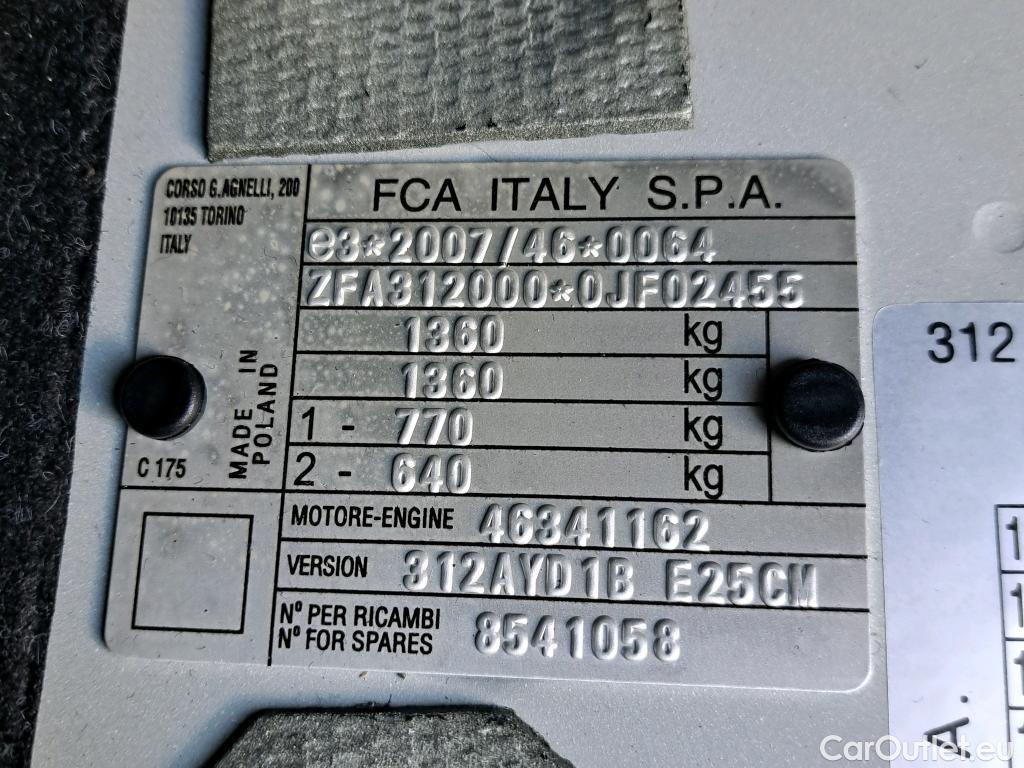 CORSO G.AGNELLI, 200
10135 TORINO
ITALY
FCA ITALY S.P.A.
e3*2007/46*0064
ZFA312000*0JF02455
1360 kg
1360 kg
1 - 770 kg
2 - 640 kg
MADE IN
POLAND
C 175
MOTORE-ENGINE 46341162
VERSION 312AYD1B E25CM
N° PER RICAMBI
N° FOR SPARES 8541058
312
A.
CarOutlet.eu